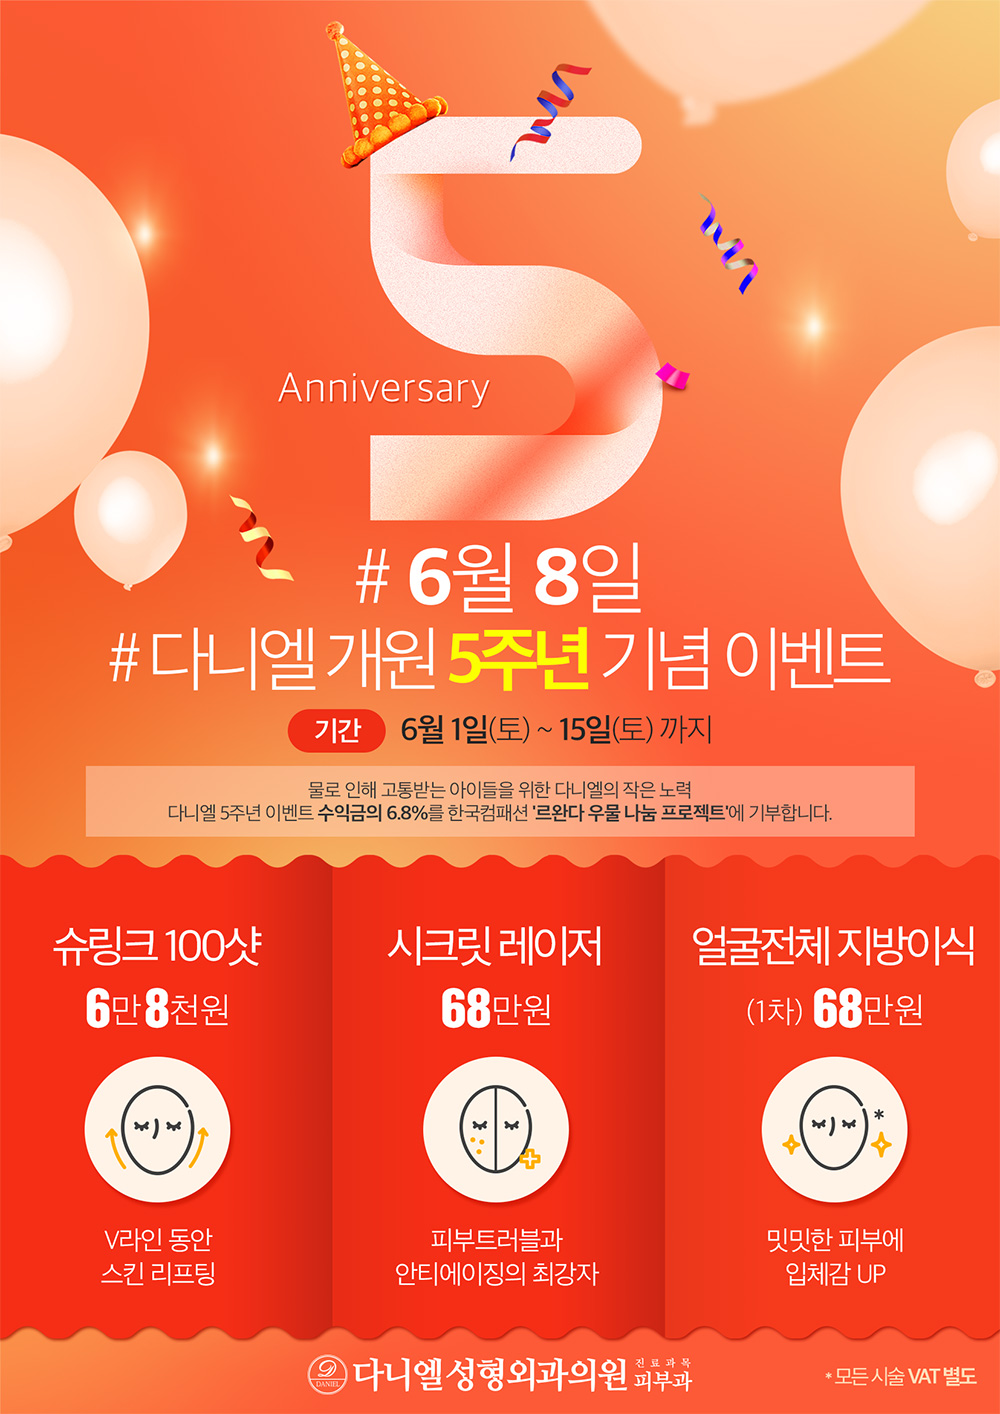 Anniversary
# 6월 8일
# 다니엘 개원 5주년 기념 이벤트
기간 6월 1일(토) ~ 15일(토) 까지
물로 인해 고통받는 아이들을 위한 다니엘의 작은 노력
다니엘 5주년 이벤트 수익금의 6.8%를 한국컴패션 '르완다 우물 나눔 프로젝트'에 기부합니다.
슈링크 100샷
6만 8천원
V라인 동안
스킨 리프팅
시크릿 레이저
68만원
피부트러블과
안티에이징의 최강자
얼굴전체 지방이식
(1차) 68만원
밋밋한 피부에
입체감 UP
DANIEL
다니엘성형외과의원
진료과목
피부과
* 모든 시술 VAT 별도